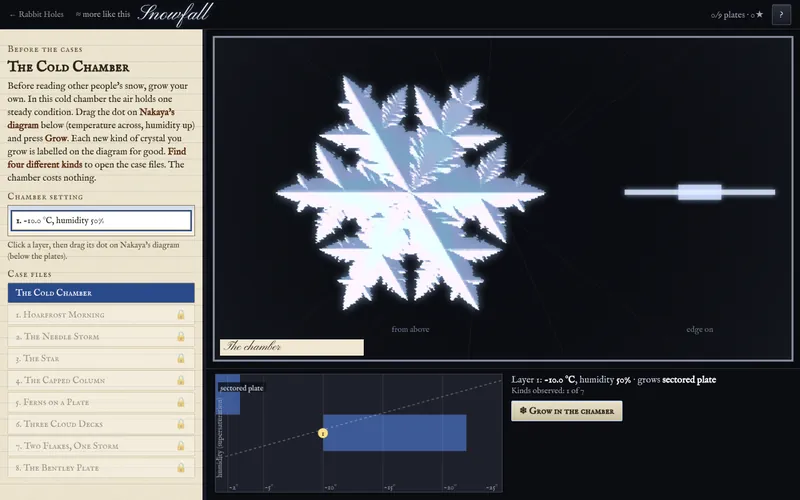 ← Rabbit Holes
≈ more like this
Snowfall
0/9 plates · 0★
?
Before the cases
The Cold Chamber
Before reading other people's snow, grow your
own. In this cold chamber the air holds one
steady condition. Drag the dot on Nakaya's
diagram below (temperature across, humidity up)
and press Grow. Each new kind of crystal you
grow is labelled on the diagram for good. Find
four different kinds to open the case files. The
chamber costs nothing.
Chamber setting
1. -10.0 °C, humidity 50%
Click a layer, then drag its dot on Nakaya's diagram
(below the plates).
Case files
The Cold Chamber
1. Hoarfrost Morning
2. The Needle Storm
3. The Star
4. The Capped Column
5. Ferns on a Plate
6. Three Cloud Decks
7. Two Flakes, One Storm
8. The Bentley Plate
from above
edge on
The chamber
sectored plate
humidity (supersaturation)
1
-2°
-5°
-10°
-15°
-20°
-25°
Layer 1: -10.0 °C, humidity 50% · grows sectored plate
Kinds observed: 1 of 7
❄ Grow in the chamber